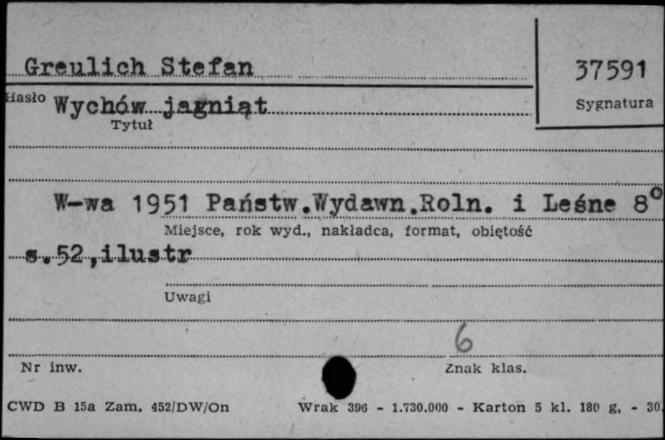 Greulich Stefan
37591
Hasło Wychów jagniąt
Sygnatura
Tytuł
W-wa 1951 Państw.Wydawn.Roln. i Leśne 8°
Miejsce, rok wyd., nakładca, format, objętość
s.52,ilustr
Uwagi
6
Nr inw. Znak klas.
CWD B 15a Zam. 452/DW/On Wrak 396 - 1.730.000 - Karton 5 kl. 180 g. - 30.